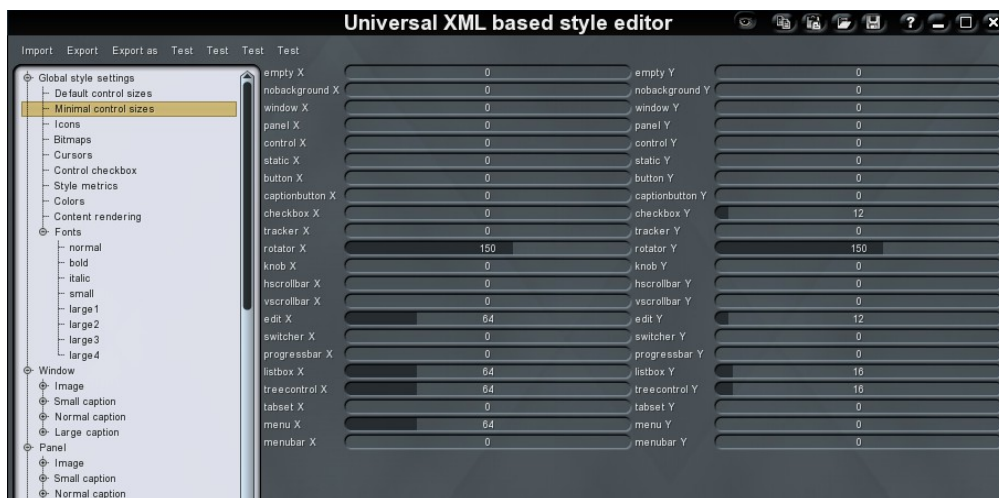 Universal XML based style editor
Import Export Export as Test Test Test Test
Global style settings
Default control sizes
Minimal control sizes
Icons
Bitmaps
Cursors
Control checkbox
Style metrics
Colors
Content rendering
Fonts
normal
bold
italic
small
large1
large2
large3
large4
Window
Image
Small caption
Normal caption
Large caption
Panel
Image
Small caption
Normal caption
empty X 0 empty Y 0
nobackground X 0 nobackground Y 0
window X 0 window Y 0
panel X 0 panel Y 0
control X 0 control Y 0
static X 0 static Y 0
button X 0 button Y 0
captionbutton X 0 captionbutton Y 0
checkbox X 0 checkbox Y 12
tracker X 0 tracker Y 0
rotator X 150 rotator Y 150
knob X 0 knob Y 0
hscrollbar X 0 hscrollbar Y 0
vscrollbar X 0 vscrollbar Y 0
edit X 64 edit Y 12
switcher X 0 switcher Y 0
progressbar X 0 progressbar Y 0
listbox X 64 listbox Y 16
treecontrol X 64 treecontrol Y 16
tabset X 0 tabset Y 0
menu X 64 menu Y 0
menubar X 0 menubar Y 0